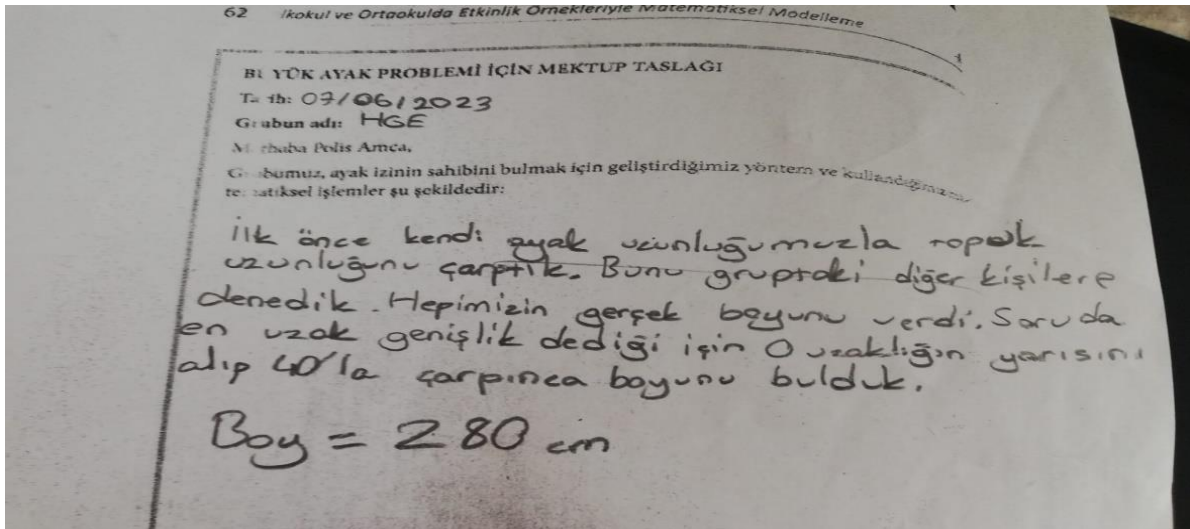 62 İkokul ve Ortaokulda Etkinlik Örnekleriyle Matematiksel Modelleme
BÜYÜK AYAK PROBLEMİ İÇİN MEKTUP TASLAĞI
Tarih: 07/06/2023
Grubun adı: HGE
Merhaba Polis Amca,
Grubumuz, ayak izinin sahibini bulmak için geliştirdiğimiz yöntem ve kullandığımız
matematiksel işlemler şu şekildedir:
İlk önce kendi ayak uzunluğumuzla topuk
uzunluğunu çarptık. Bunu gruptaki diğer kişilere
denedik. Hepimizin gerçek boyunu verdi. Soruda
en uzak genişlik dediği için O uzaklığın yarısını
alıp 40'la çarpınca boyunu bulduk.
Boy = 280 cm